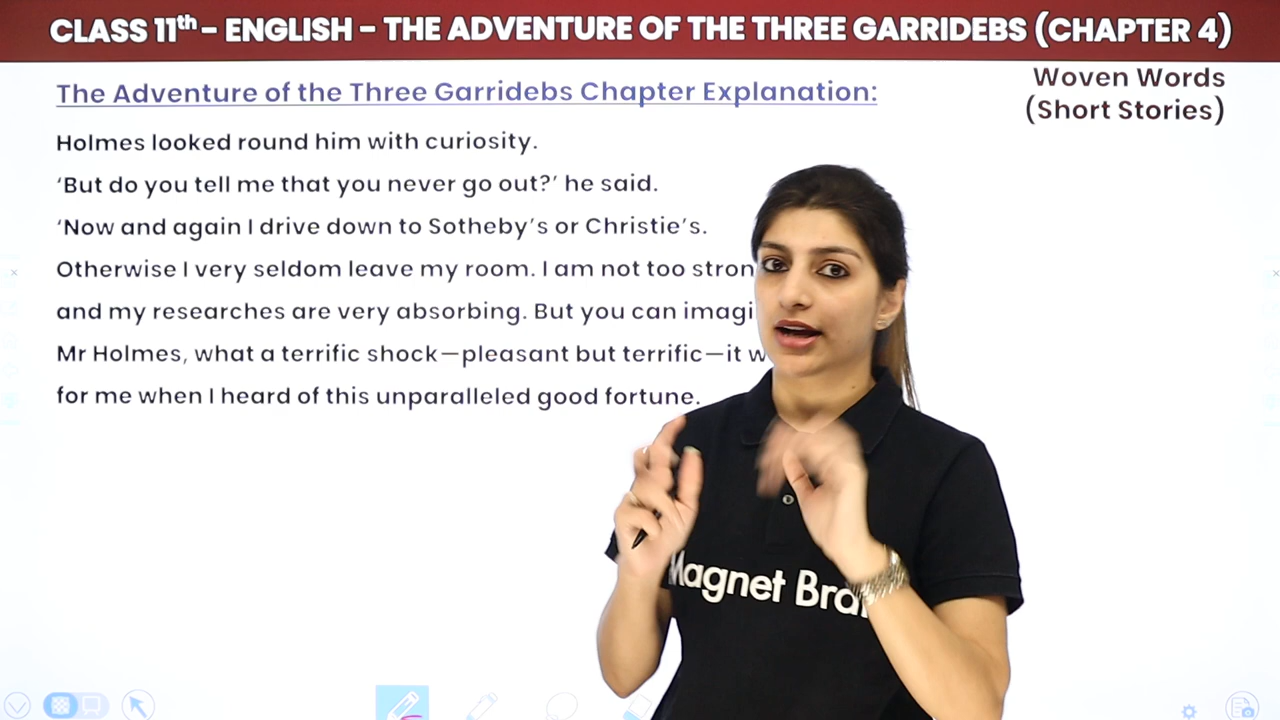 CLASS 11th - ENGLISH - THE ADVENTURE OF THE THREE GARRIDEBS (CHAPTER 4)
Woven Words
(Short Stories)
The Adventure of the Three Garridebs Chapter Explanation:
Holmes looked round him with curiosity.
‘But do you tell me that you never go out?’ he said.
‘Now and again I drive down to Sotheby’s or Christie’s.
Otherwise I very seldom leave my room. I am not too
and my researches are very absorbing. But you can
Mr Holmes, what a terrific shock—pleasant but terrific—it
for me when I heard of this unparalleled good fortune.
Magnet